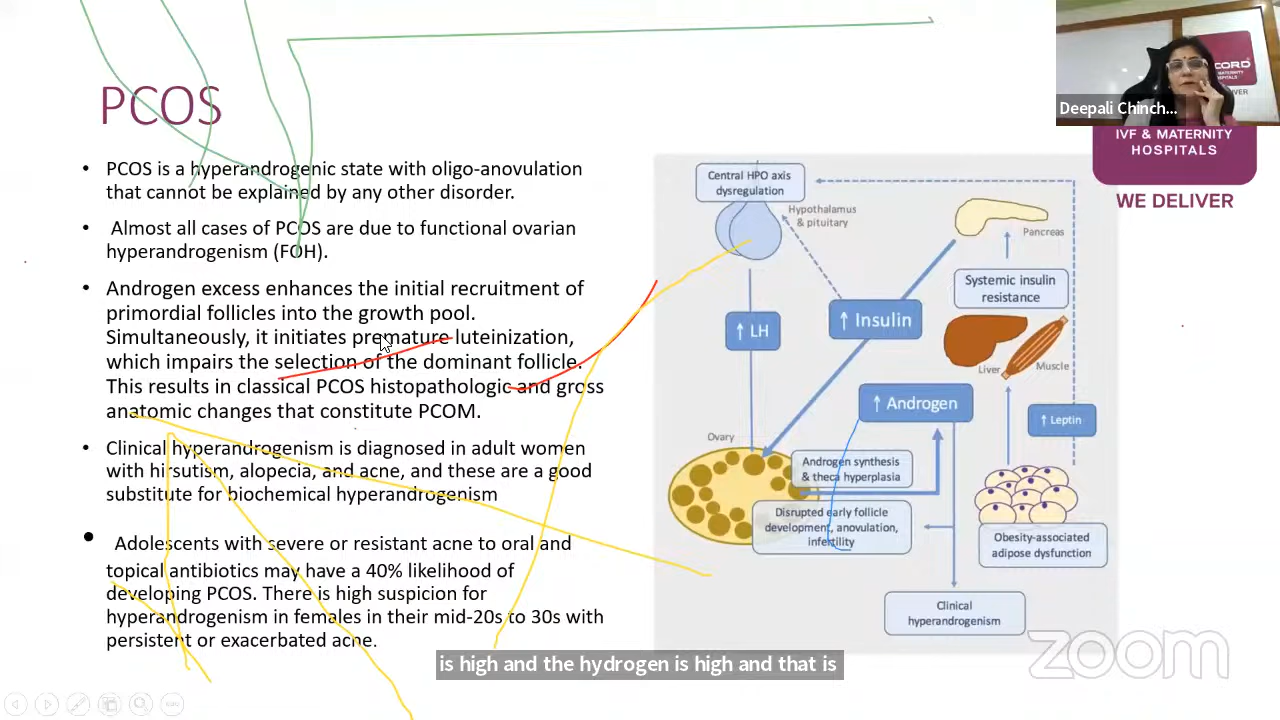 PCOS
• PCOS is a hyperandrogenic state with oligo-anovulation
that cannot be explained by any other disorder.
• Almost all cases of PCOS are due to functional ovarian
hyperandrogenism (FOH).
• Androgen excess enhances the initial recruitment of
primordial follicles into the growth pool.
Simultaneously, it initiates premature luteinization,
which impairs the selection of the dominant follicle.
This results in classical PCOS histopathologic and gross
anatomic changes that constitute PCOM.
• Clinical hyperandrogenism is diagnosed in adult women
with hirsutism, alopecia, and acne, and these are a good
substitute for biochemical hyperandrogenism
• Adolescents with severe or resistant acne to oral and
topical antibiotics may have a 40% likelihood of
developing PCOS. There is high suspicion for
hyperandrogenism in females in their mid-20s to 30s with
persistent or exacerbated acne.
Central HPO axis
dysregulation
Hypothalamus
& pituitary
Pancreas
Systemic insulin
resistance
↑ Insulin
↑ LH
Liver
Muscle
↑ Androgen
↑ Leptin
Ovary
Androgen synthesis
& theca hyperplasia
Disrupted early follicle
development, anovulation,
infertility
Obesity-associated
adipose dysfunction
Clinical
hyperandrogenism
CORD
MATERNITY
Deepali Chinch...
IVF & MATERNITY
HOSPITALS
WE DELIVER
zoom
is high and the hydrogen is high and that is